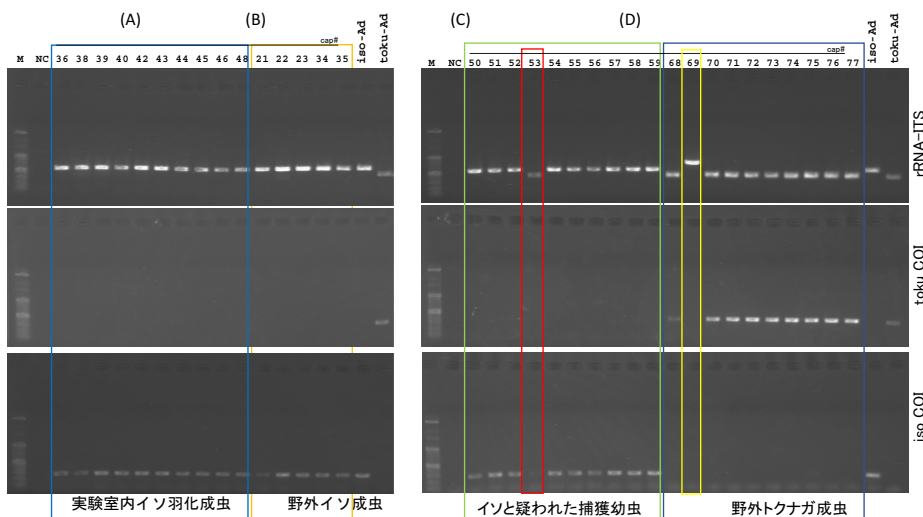 (A) (B) (C) (D)
cap# cap#
M NC 36 38 39 40 42 43 44 45 46 48 21 22 23 34 35 iso-Ad toku-Ad
M NC 50 51 52 53 54 55 56 57 58 59 68 69 70 71 72 73 74 75 76 77 iso-Ad toku-Ad
rRNA-ITS
toku COI
iso COI
実験室内イソ羽化成虫 野外イソ成虫 イソと疑われた捕獲幼虫 野外トクナガ成虫